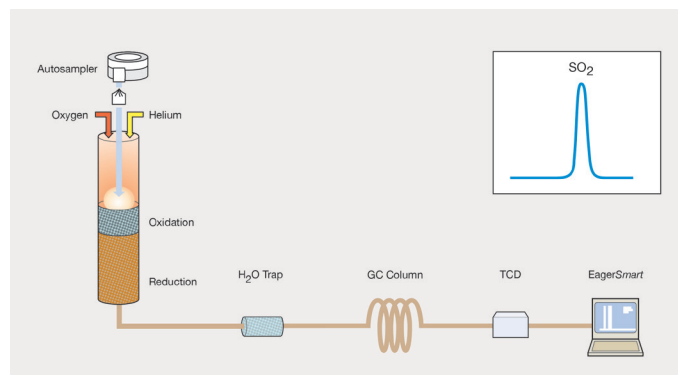 Autosampler
SO2
Oxygen
Helium
Oxidation
Reduction
H2O Trap
GC Column
TCD
EagerSmart